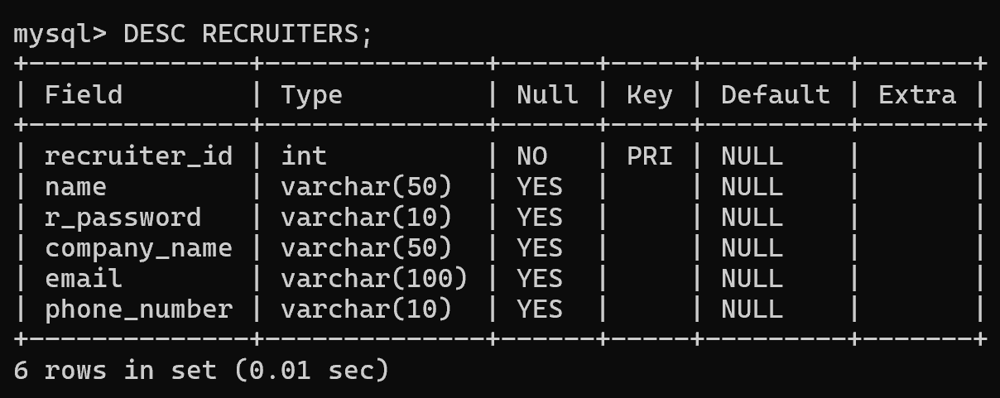 mysql> DESC RECRUITERS;
+--------------+--------------+------+-----+---------+-------+
| Field        | Type         | Null | Key | Default | Extra |
+--------------+--------------+------+-----+---------+-------+
| recruiter_id | int          | NO   | PRI | NULL    |       |
| name         | varchar(50)  | YES  |     | NULL    |       |
| r_password   | varchar(10)  | YES  |     | NULL    |       |
| company_name | varchar(50)  | YES  |     | NULL    |       |
| email        | varchar(100) | YES  |     | NULL    |       |
| phone_number | varchar(10)  | YES  |     | NULL    |       |
+--------------+--------------+------+-----+---------+-------+
6 rows in set (0.01 sec)